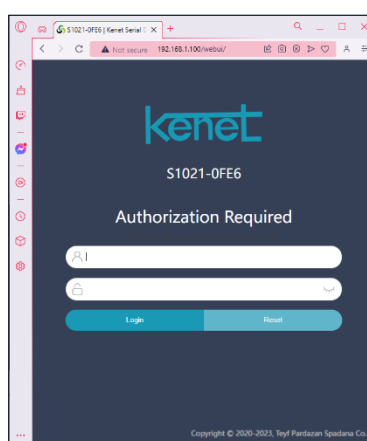 S1021-0FE6 | Kenet Serial
Not secure 192.168.1.100/webui/
kenet
S1021-0FE6
Authorization Required
Login Reset
Copyright © 2020-2023, Teyf Pardazan Spadana Co.